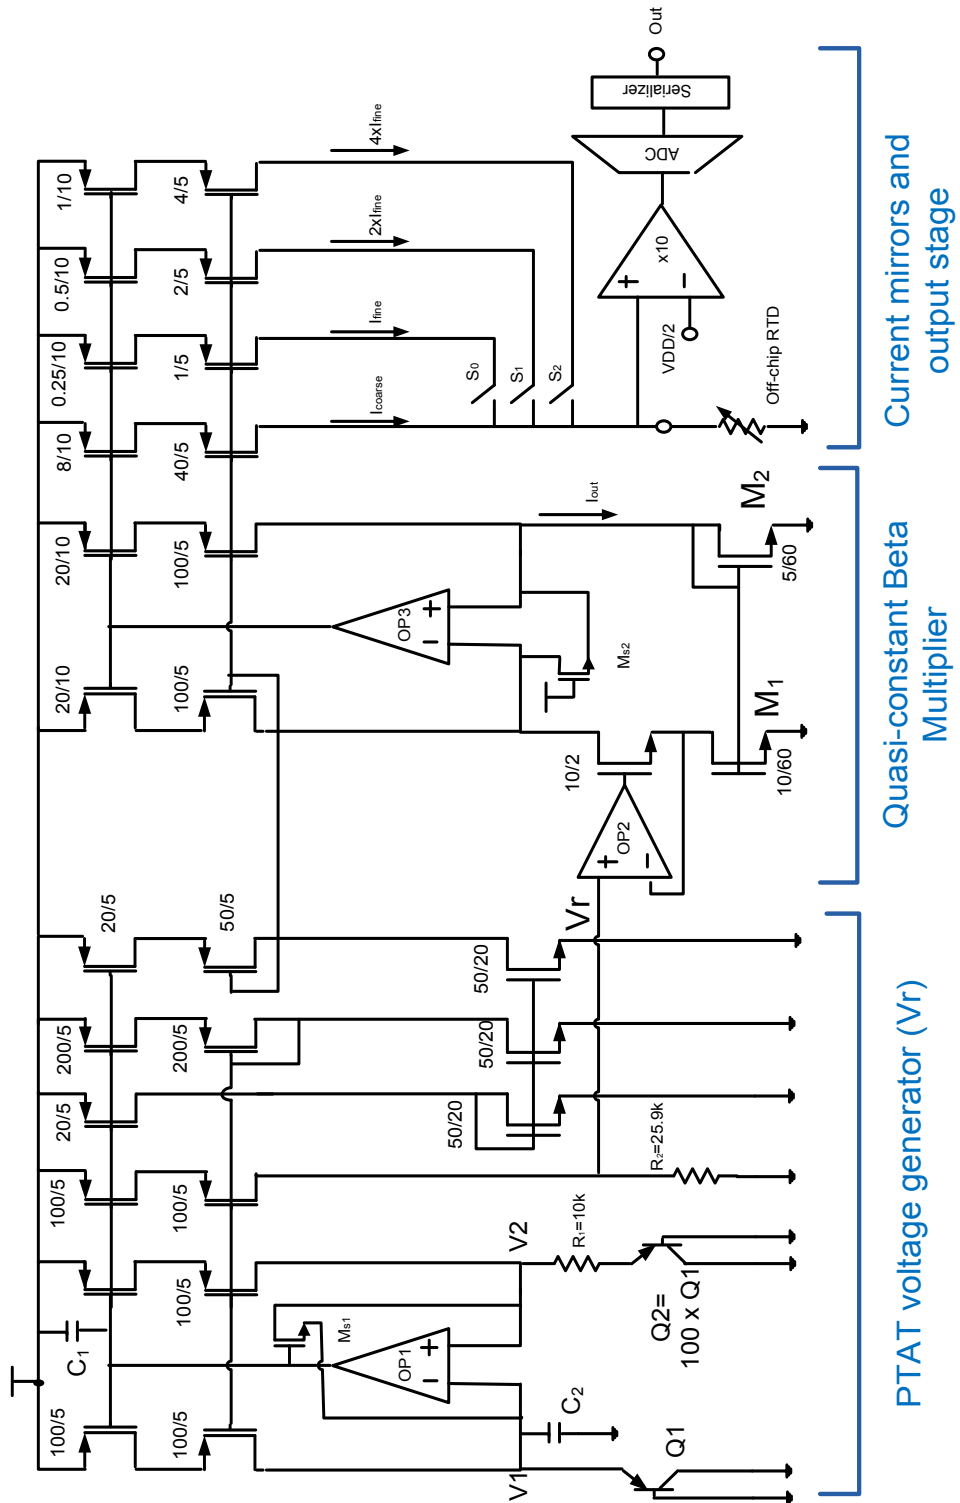 100/5
C1
100/5
20/5
200/5
20/5
20/10
20/10
8/10
0.25/10
0.5/10
1/10
100/5
100/5
100/5
200/5
50/5
100/5
100/5
40/5
1/5
2/5
4/5
Ms1
OP1
+
−
V1
C2
V2
R1=10k
Q1
Q2=
100 x Q1
R2=25.9k
50/20
50/20
50/20
Vr
OP2
+
−
10/2
OP3
+
−
Ms2
Iout
10/60
M1
5/60
M2
Icoarse
Ifine
2xIfine
4xIfine
S0
S1
S2
VDD/2
+
−
x10
ADC
Serializer
Out
Off-chip RTD
PTAT voltage generator (Vr)
Quasi-constant Beta
Multiplier
Current mirrors and
output stage